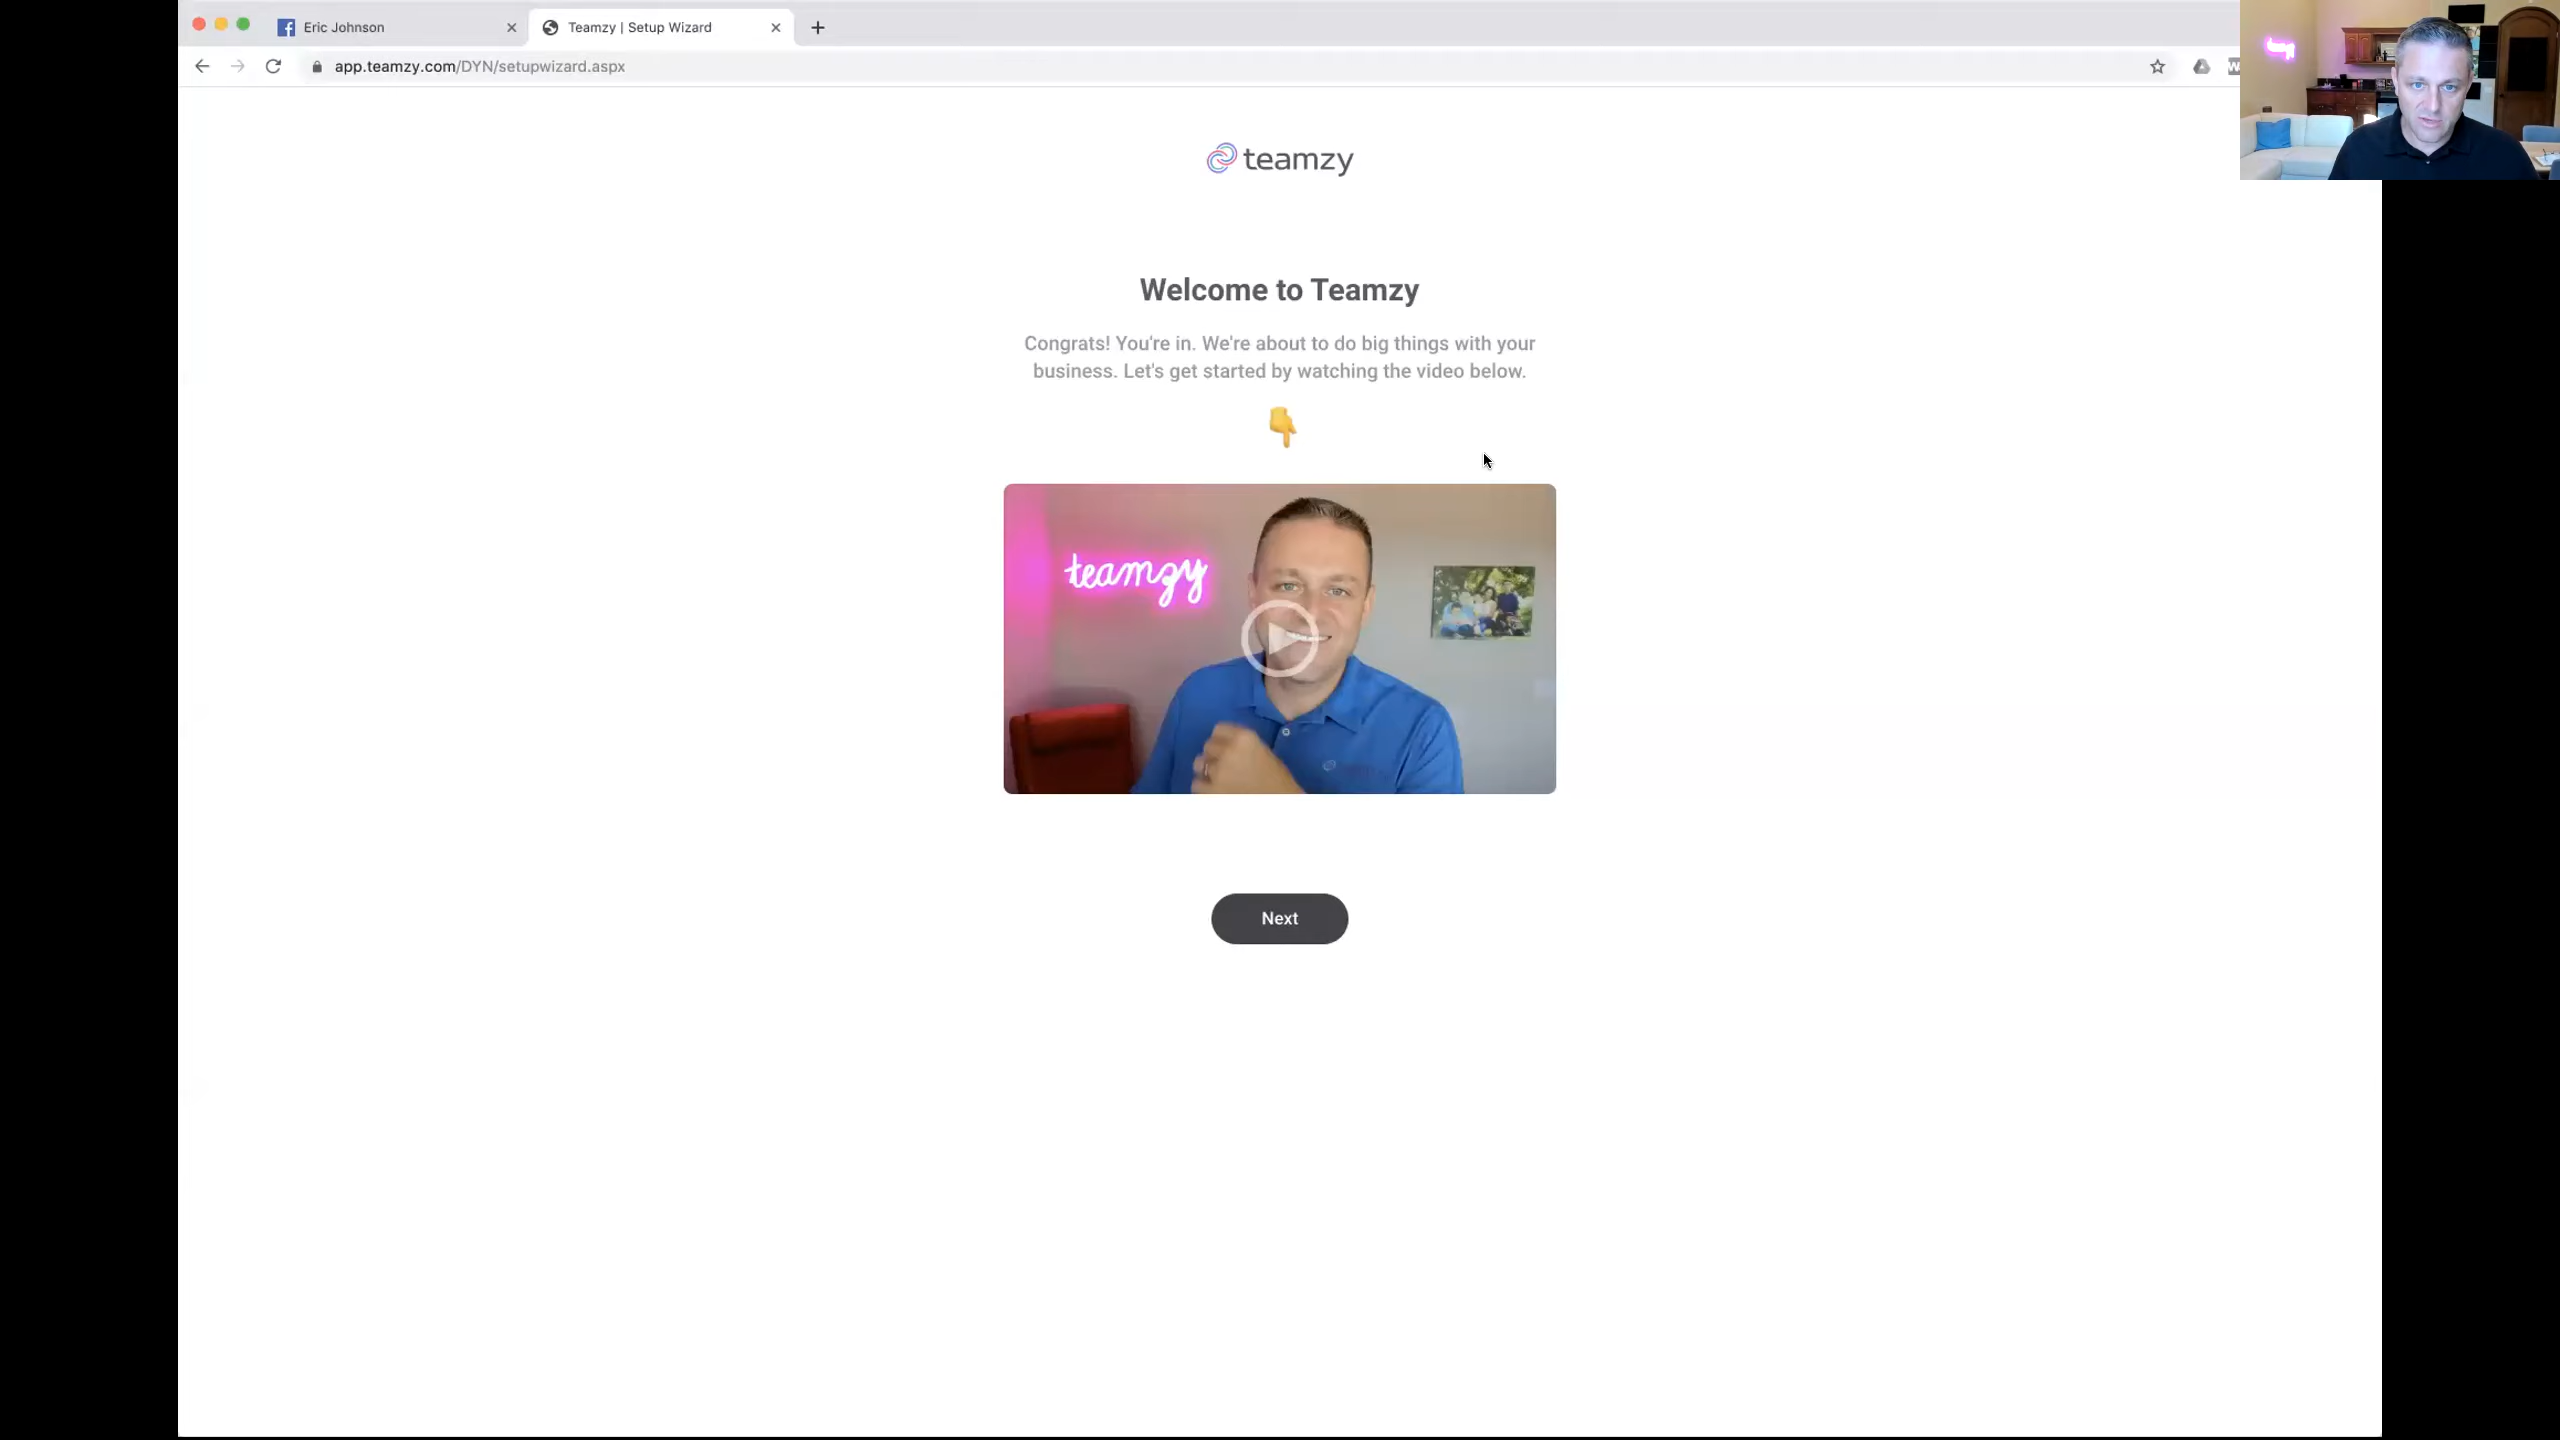 Eric Johnson
Teamzy | Setup Wizard
app.teamzy.com/DYN/setupwizard.aspx
teamzy
Welcome to Teamzy
Congrats! You're in. We're about to do big things with your
business. Let's get started by watching the video below.
teamzy
Next